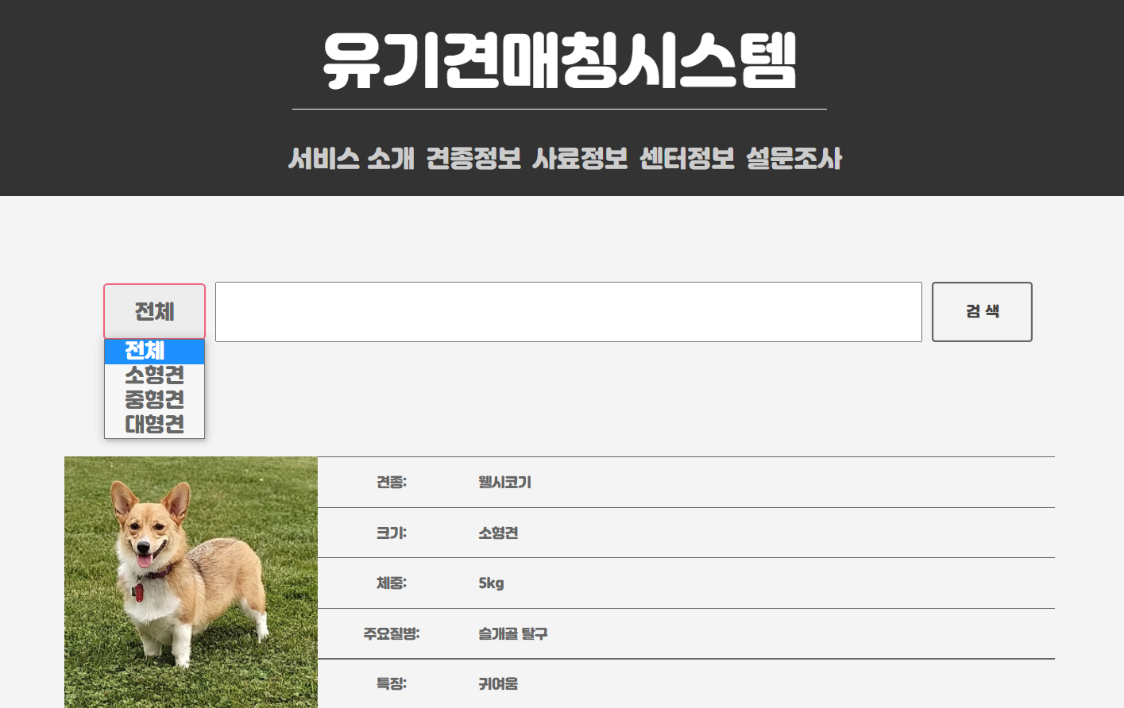 유기견매칭시스템
서비스 소개 견종정보 사료정보 센터정보 설문조사
전체 검 색
전체
소형견
중형견
대형견
견종: 웰시코기
크기: 소형견
체중: 5kg
주요질병: 슬개골 탈구
특징: 귀여움